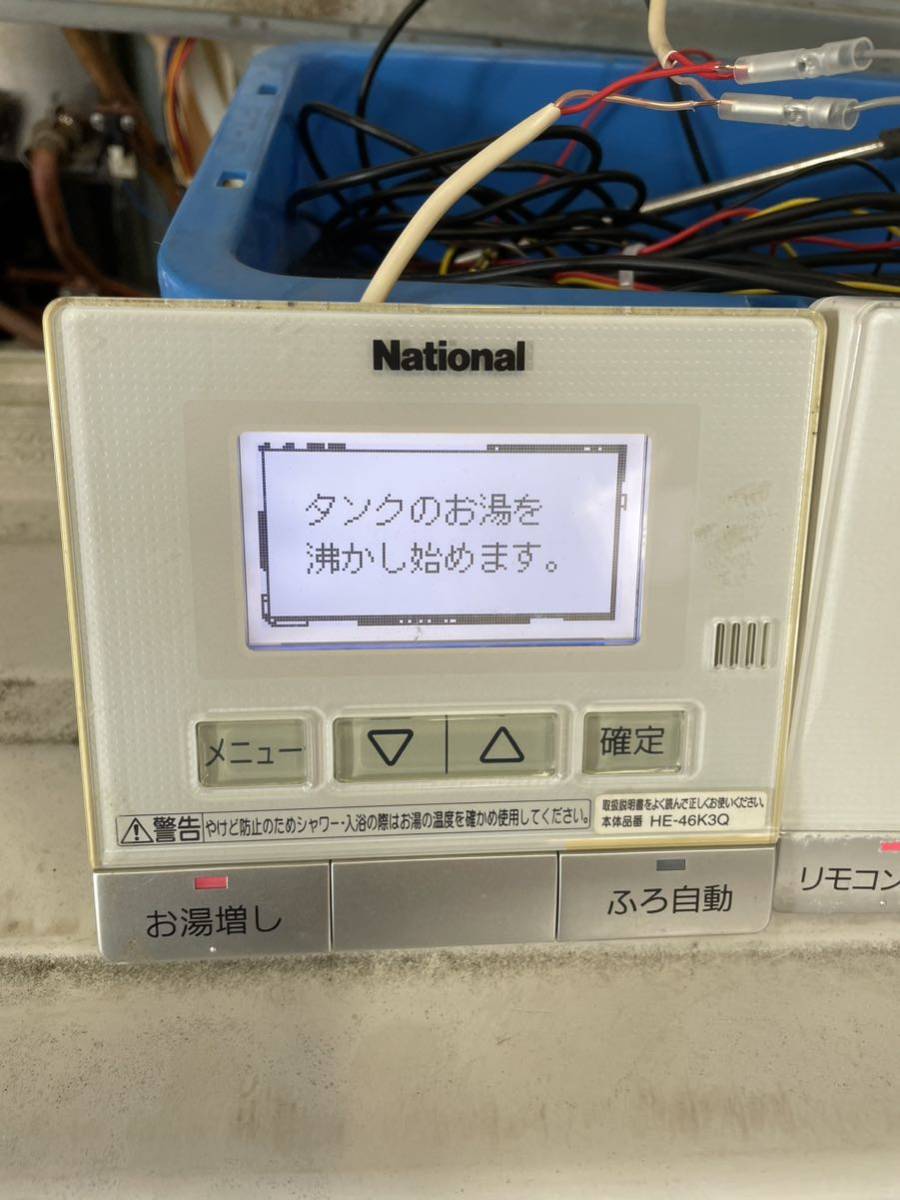 National
タンクのお湯を
沸かし始めます。
メニュー
▽ △
確定
警告 やけど防止のためシャワー・入浴の際はお湯の温度を確かめ使用してください。
取扱説明書をよく読んで正しくお使いください。
本体品番 HE-46K3Q
お湯増し
ふろ自動
リモコン